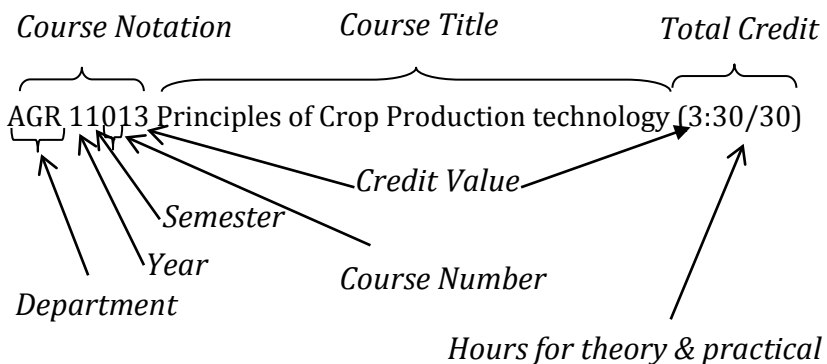 Course Notation Course Title Total Credit
AGR 11013 Principles of Crop Production technology (3:30/30)
Credit Value
Semester
Year Course Number
Department
Hours for theory & practical